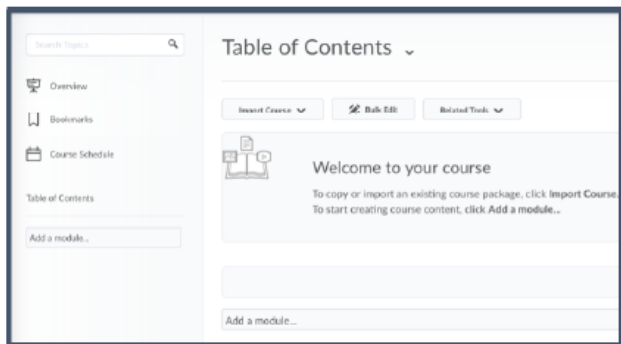 Search Topics
Overview
Bookmarks
Course Schedule
Table of Contents
Add a module...
Table of Contents
Import Course
Bulk Edit
Related Tools
Welcome to your course
To copy or import an existing course package, click Import Course.
To start creating course content, click Add a module...
Add a module...